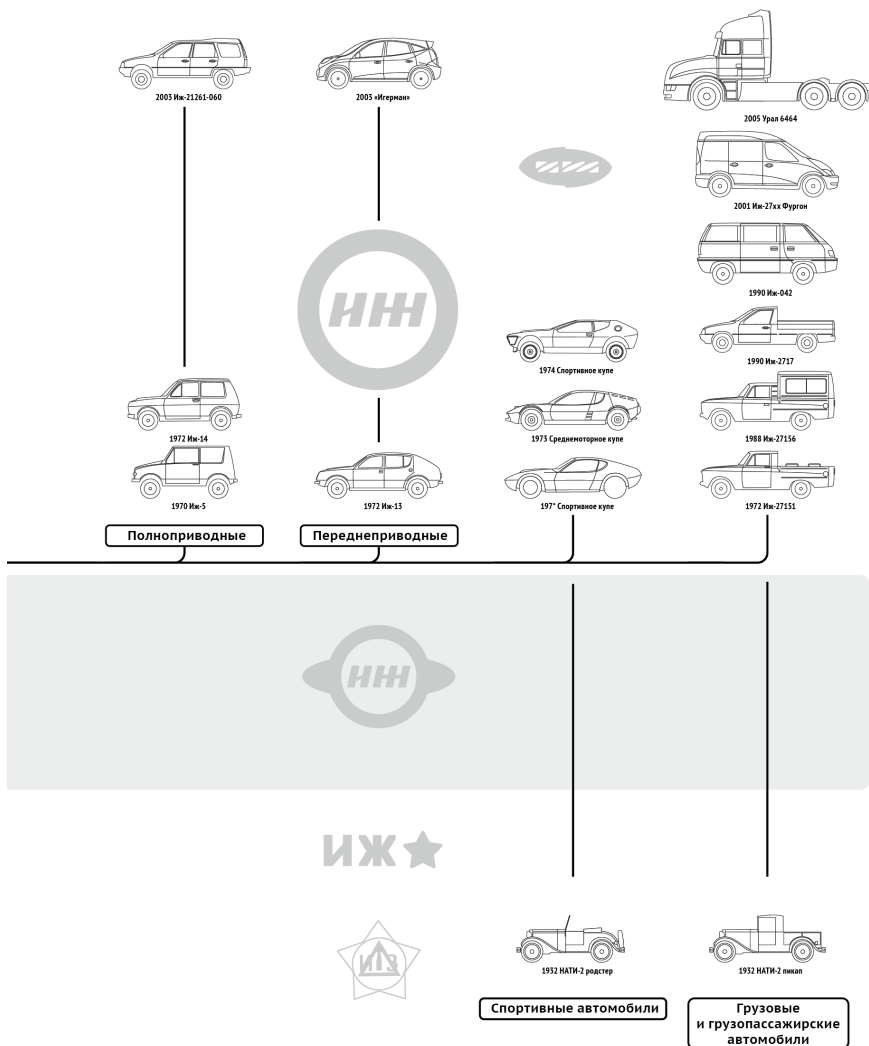 2003 Иж-21261-060
2003 «Игерман»
2005 Урал 6464
2001 Иж-27хх Фургон
1990 Иж-042
ИЖ
1974 Спортивное купе
1990 Иж-2717
1972 Иж-14
1973 Среднемоторное купе
1988 Иж-27156
1970 Иж-5
1972 Иж-13
197* Спортивное купе
1972 Иж-27151
Полноприводные
Переднеприводные
ИЖ
ИЖ
ИТЗ
1932 НАТИ-2 родстер
1932 НАТИ-2 пикап
Спортивные автомобили
Грузовые
и грузопассажирские
автомобили